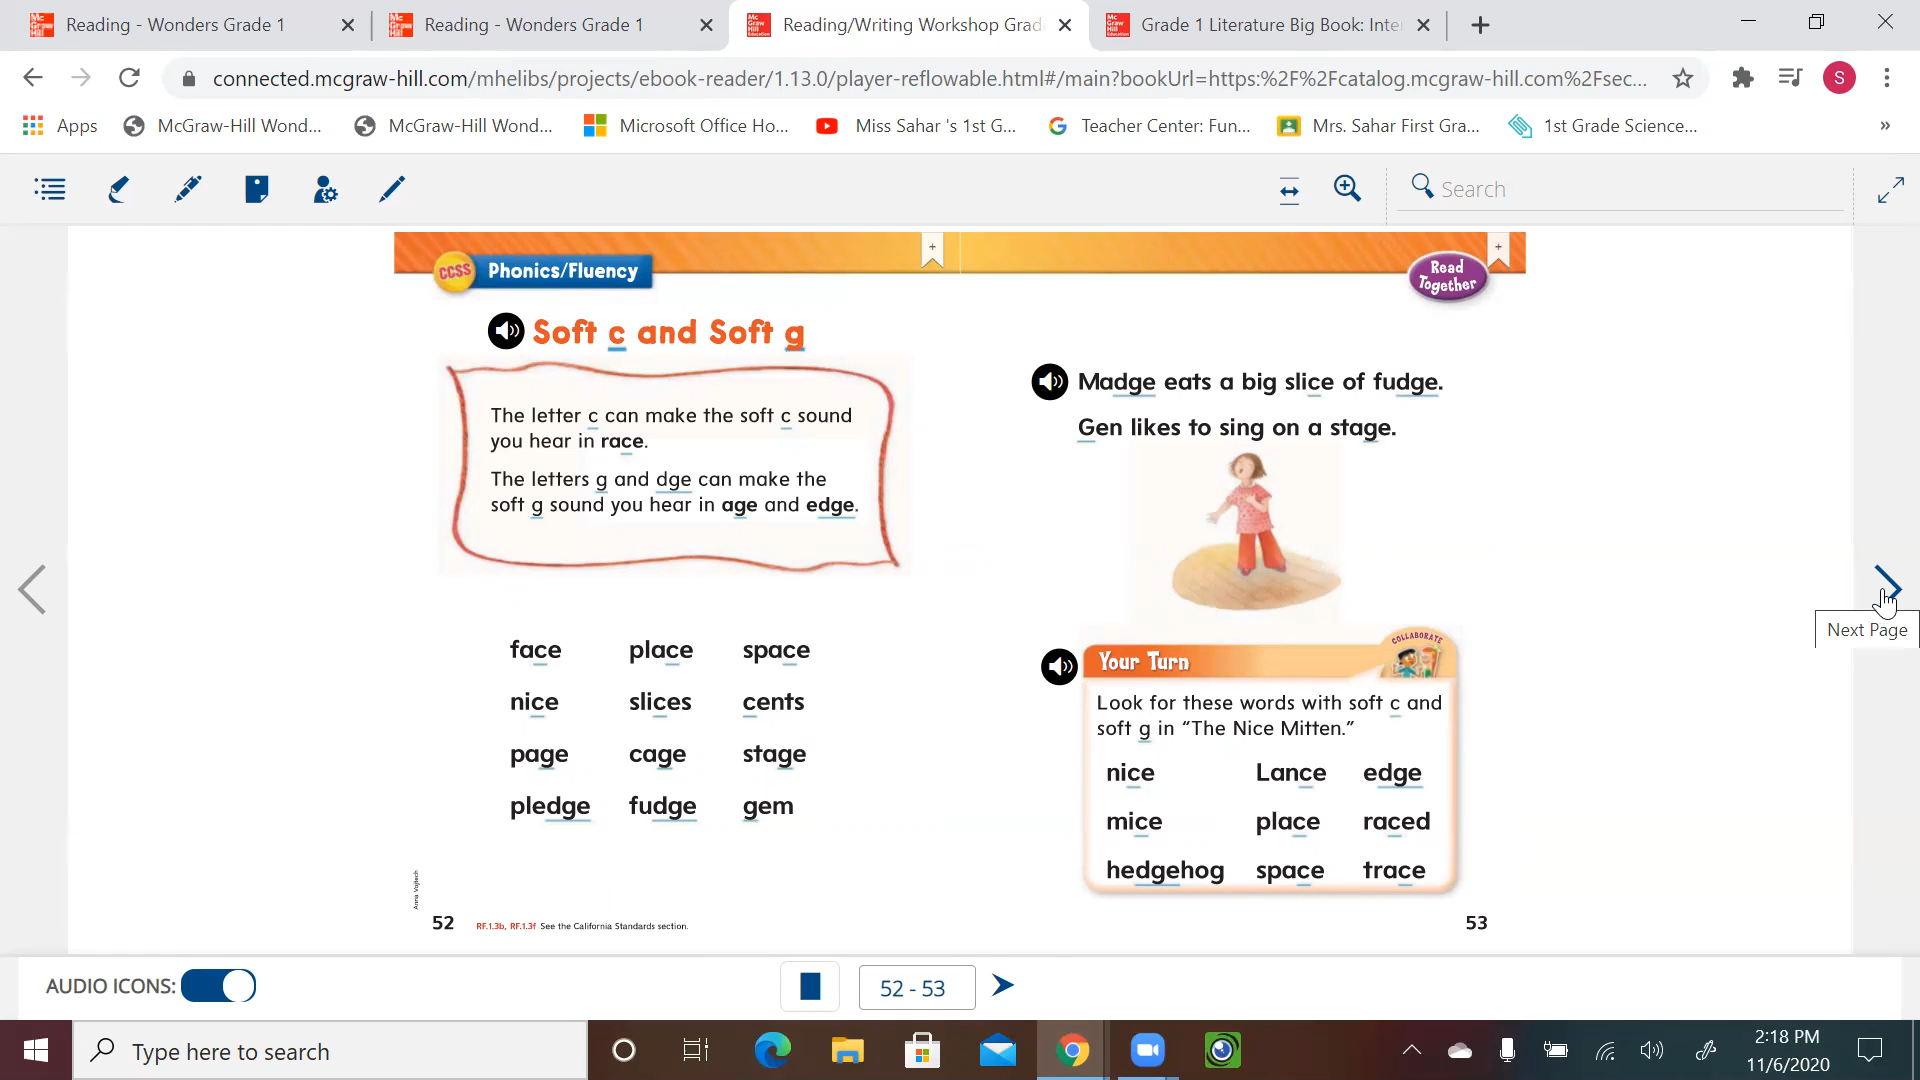 Reading - Wonders Grade 1
Reading - Wonders Grade 1
Reading/Writing Workshop Grad
Grade 1 Literature Big Book: Inte
connected.mcgraw-hill.com/mhelibs/projects/ebook-reader/1.13.0/player-reflowable.html#/main?bookUrl=https:%2F%2Fcatalog.mcgraw-hill.com%2Fsec...
S
Apps
McGraw-Hill Wond...
McGraw-Hill Wond...
Microsoft Office Ho...
Miss Sahar 's 1st G...
Teacher Center: Fun...
Mrs. Sahar First Gra...
1st Grade Science...
Search
CCSS Phonics/Fluency
Read
Together
Soft c and Soft g
The letter c can make the soft c sound
you hear in race.
The letters g and dge can make the
soft g sound you hear in age and edge.
face place space
nice slices cents
page cage stage
pledge fudge gem
Anna Vojtech
52 RF.1.3b, RF.1.3f See the California Standards section.
Madge eats a big slice of fudge.
Gen likes to sing on a stage.
COLLABORATE
Your Turn
Look for these words with soft c and
soft g in “The Nice Mitten.”
nice Lance edge
mice place raced
hedgehog space trace
53
Next Page
AUDIO ICONS:
52 - 53
Type here to search
2:18 PM
11/6/2020